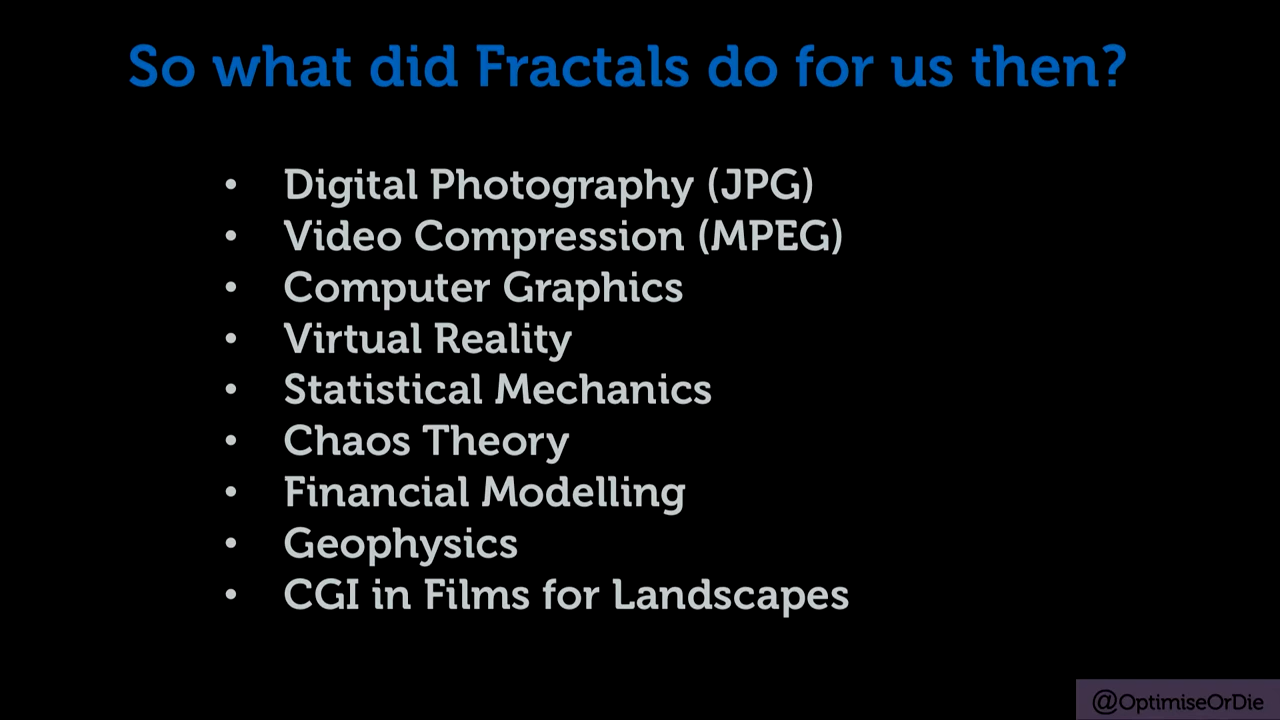 So what did Fractals do for us then?
• Digital Photography (JPG)
• Video Compression (MPEG)
• Computer Graphics
• Virtual Reality
• Statistical Mechanics
• Chaos Theory
• Financial Modelling
• Geophysics
• CGI in Films for Landscapes
@OptimiseOrDie